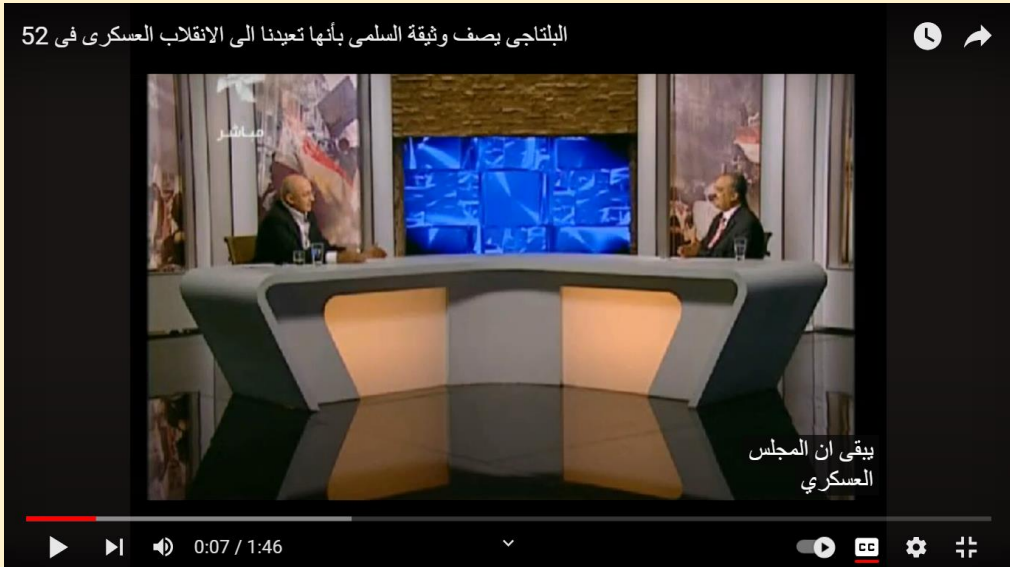 البلتاجى يصف وثيقة السلمى بأنها تعيدنا الى الانقلاب العسكرى فى 52
مباشر
يبقى ان المجلس
العسكري
0:07 / 1:46
CC